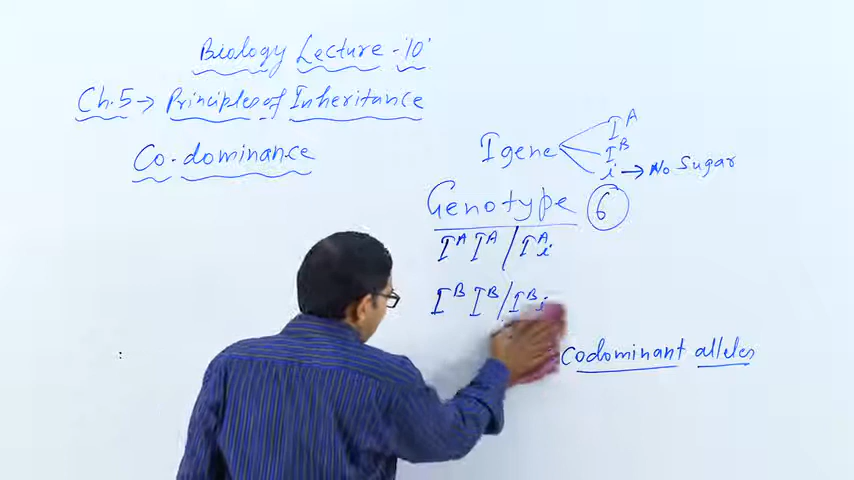 Biology Lecture - '10'
Ch.5 → Principles of Inheritance
Co-dominance
I gene
I^A
I^B
i → No Sugar
Genotype 6
I^A I^A / I^A i
I^B I^B / I^B i
Codominant alleles